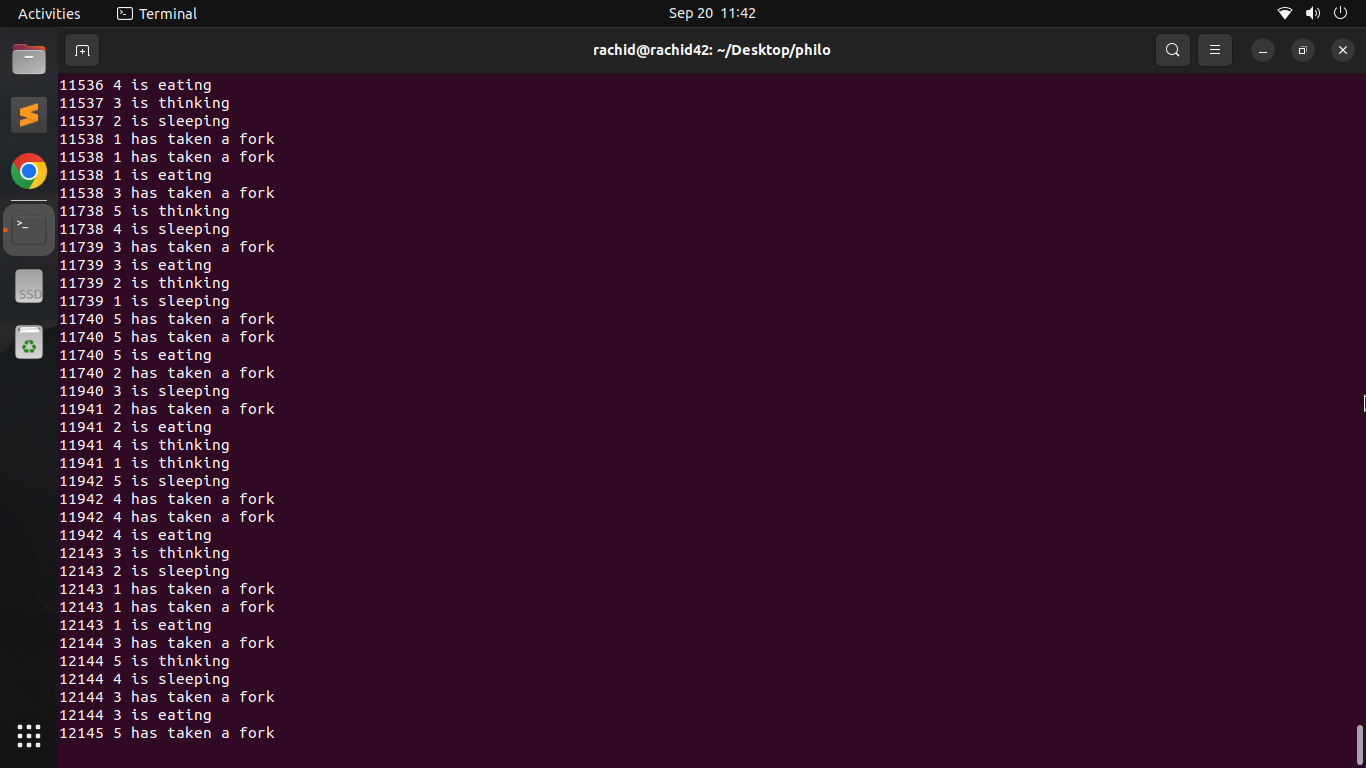 Activities
Terminal
Sep 20 11:42
rachid@rachid42: ~/Desktop/philo
11536 4 is eating
11537 3 is thinking
11537 2 is sleeping
11538 1 has taken a fork
11538 1 has taken a fork
11538 1 is eating
11538 3 has taken a fork
11738 5 is thinking
11738 4 is sleeping
11739 3 has taken a fork
11739 3 is eating
11739 2 is thinking
11739 1 is sleeping
11740 5 has taken a fork
11740 5 has taken a fork
11740 5 is eating
11740 2 has taken a fork
11940 3 is sleeping
11941 2 has taken a fork
11941 2 is eating
11941 4 is thinking
11941 1 is thinking
11942 5 is sleeping
11942 4 has taken a fork
11942 4 has taken a fork
11942 4 is eating
12143 3 is thinking
12143 2 is sleeping
12143 1 has taken a fork
12143 1 has taken a fork
12143 1 is eating
12144 3 has taken a fork
12144 5 is thinking
12144 4 is sleeping
12144 3 has taken a fork
12144 3 is eating
12145 5 has taken a fork
>_
SSD